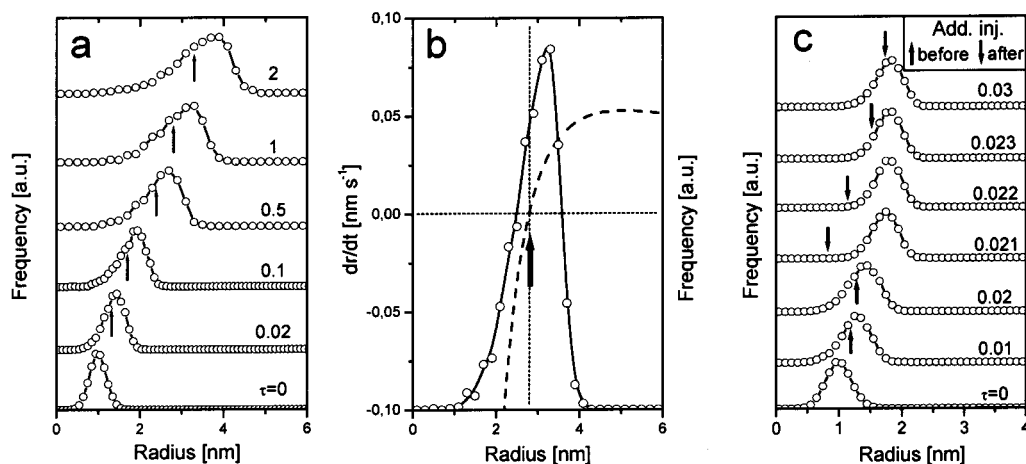 a
2
1
0.5
0.1
0.02
τ=0
Frequency [a.u.]
0 2 4 6
Radius [nm]
b
0,10
0,05
0,00
-0,05
-0,10
dr/dt [nm s⁻¹]
Frequency [a.u.]
0 2 4 6
Radius [nm]
c
Add. inj.
before after
0.03
0.023
0.022
0.021
0.02
0.01
τ=0
Frequency [a.u.]
0 1 2 3 4
Radius [nm]